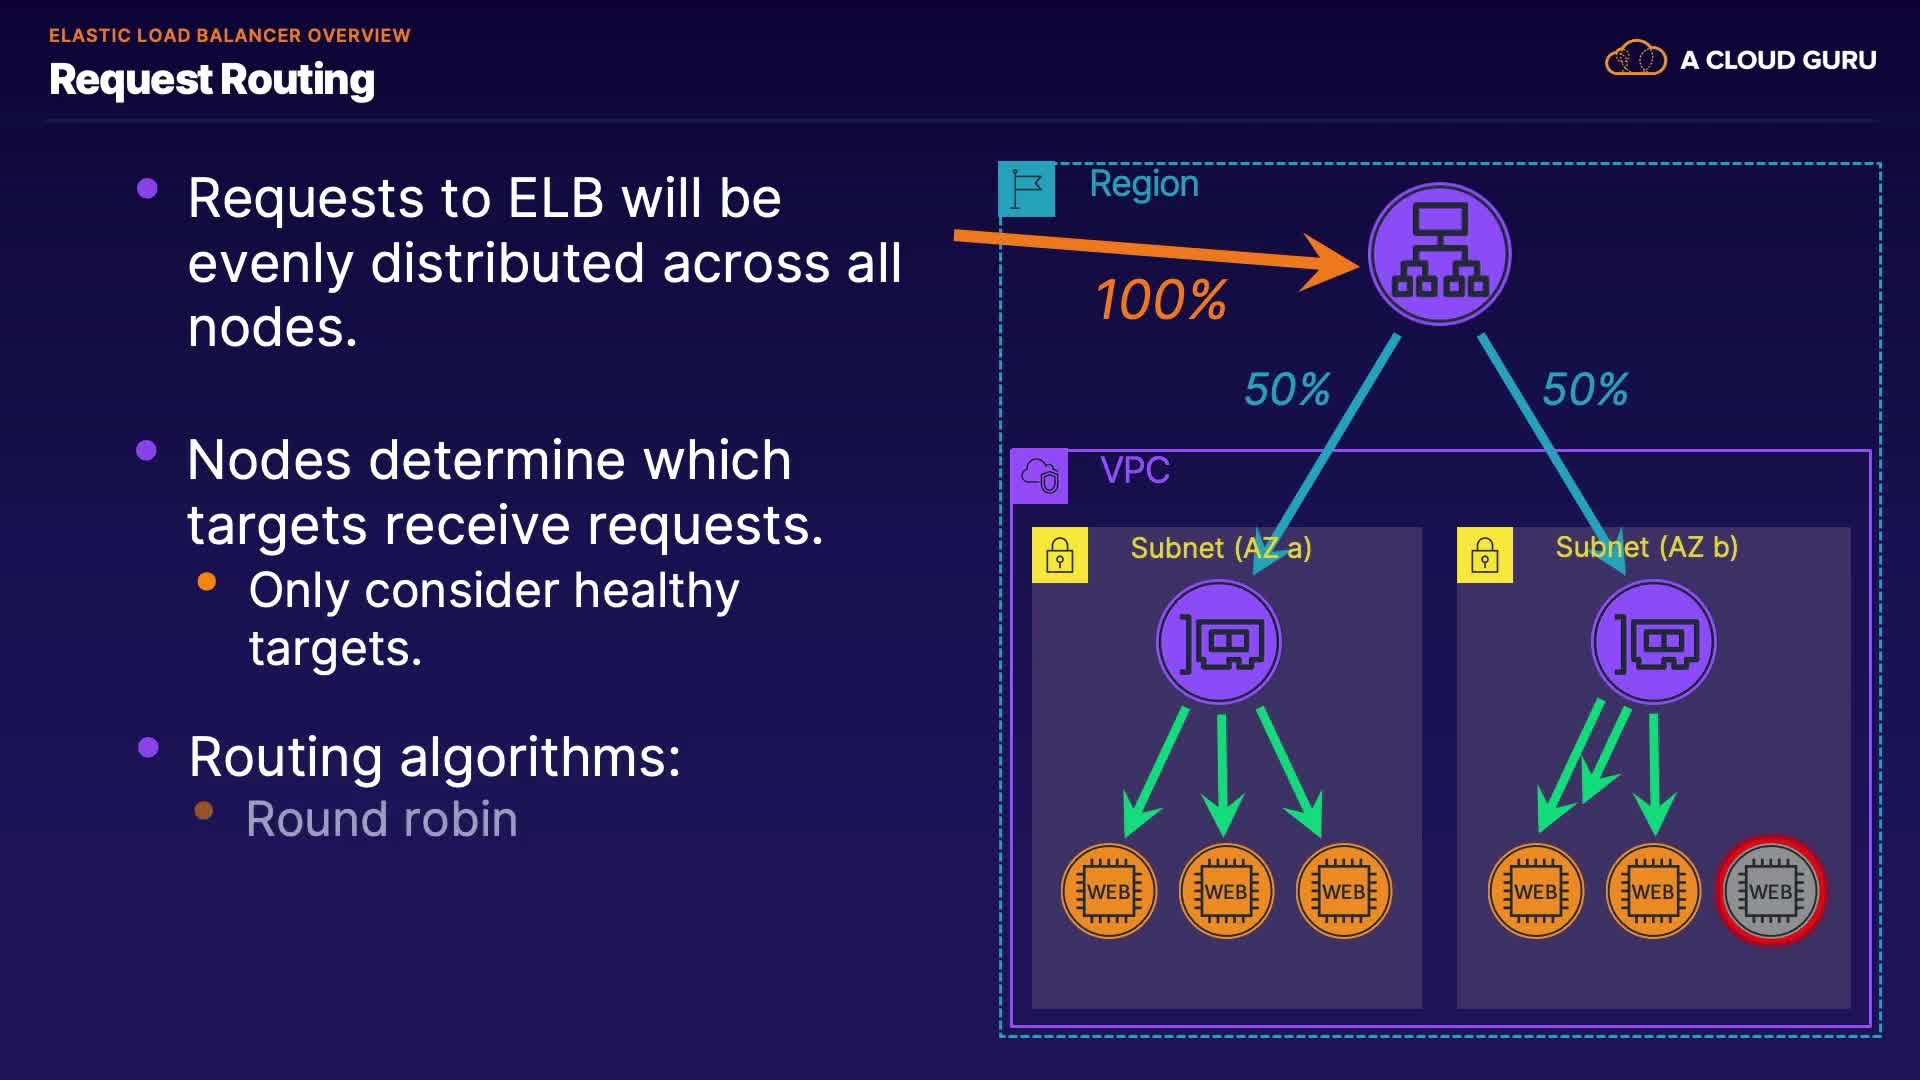 ELASTIC LOAD BALANCER OVERVIEW
Request Routing
A CLOUD GURU
Requests to ELB will be
evenly distributed across all
nodes.
Nodes determine which
targets receive requests.
Only consider healthy
targets.
Routing algorithms:
Round robin
Region
100%
50%
50%
VPC
Subnet (AZ a)
Subnet (AZ b)
WEB
WEB
WEB
WEB
WEB
WEB